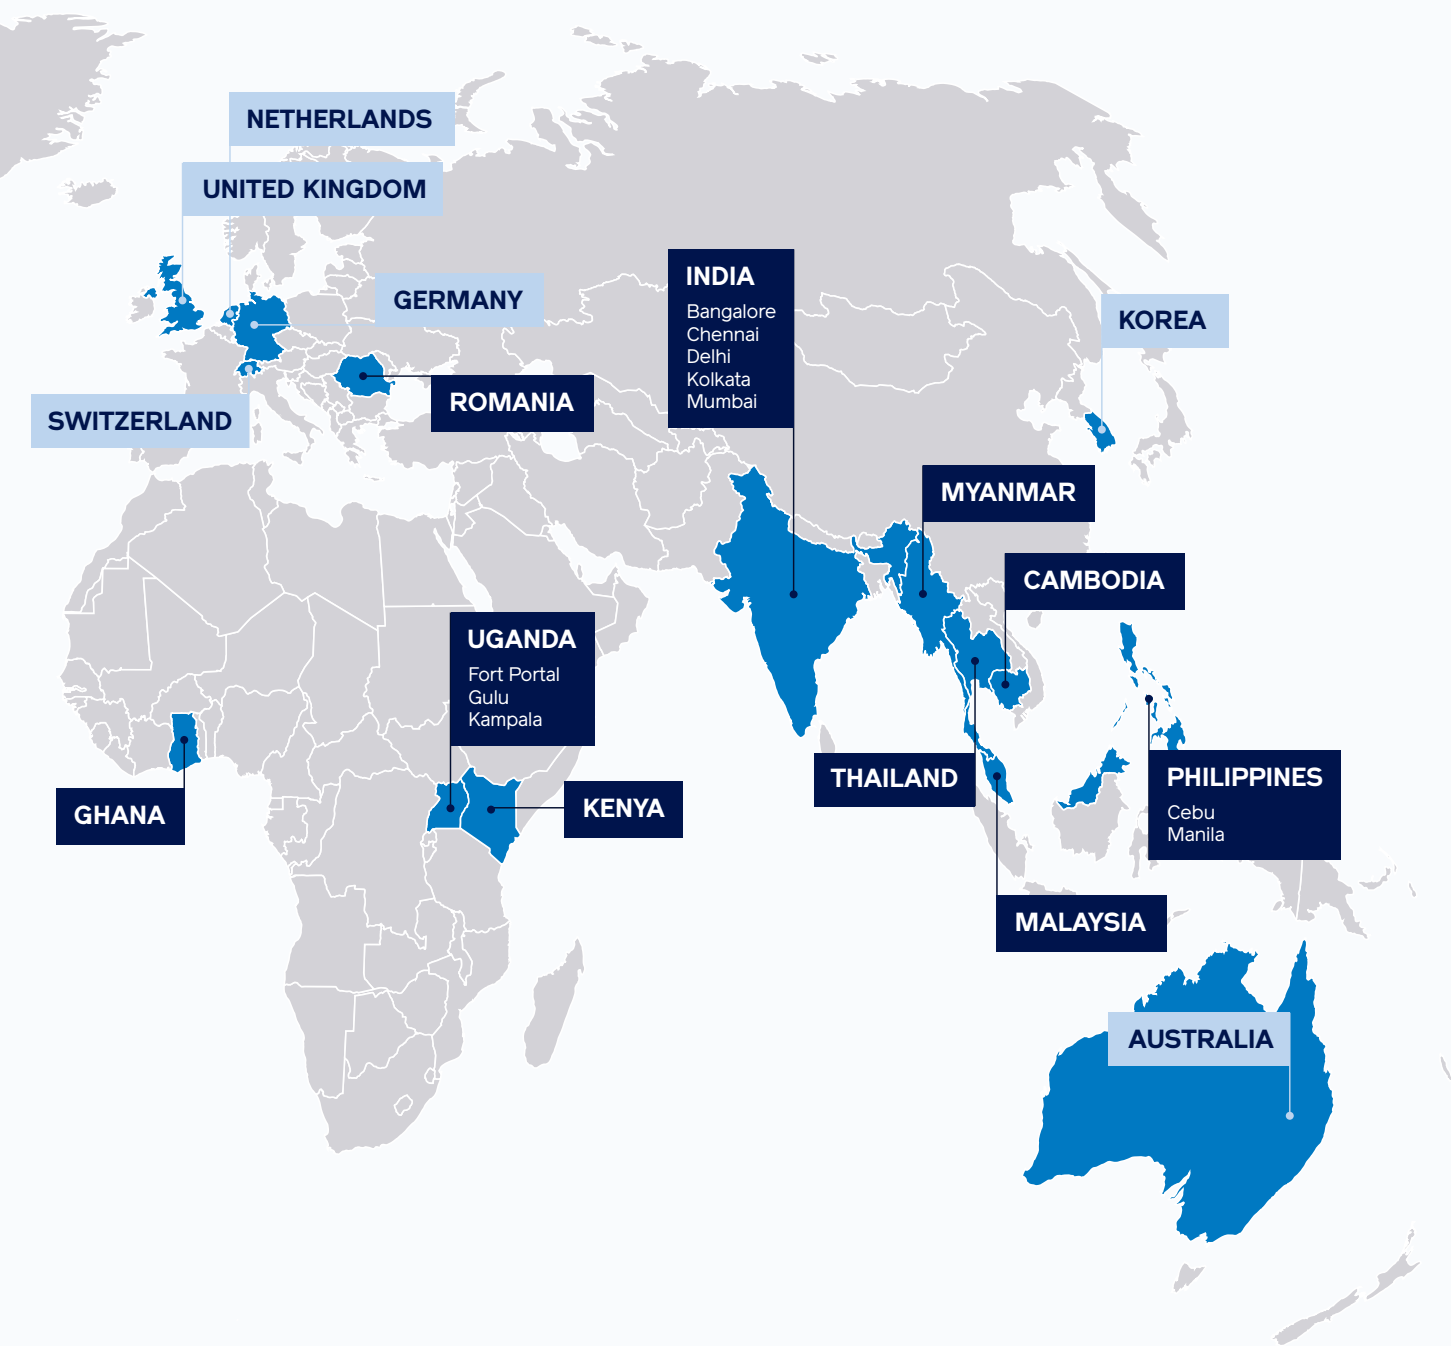 NETHERLANDS
UNITED KINGDOM
GERMANY
SWITZERLAND
ROMANIA
INDIA
Bangalore
Chennai
Delhi
Kolkata
Mumbai
KOREA
MYANMAR
CAMBODIA
UGANDA
Fort Portal
Gulu
Kampala
GHANA
KENYA
THAILAND
PHILIPPINES
Cebu
Manila
MALAYSIA
AUSTRALIA